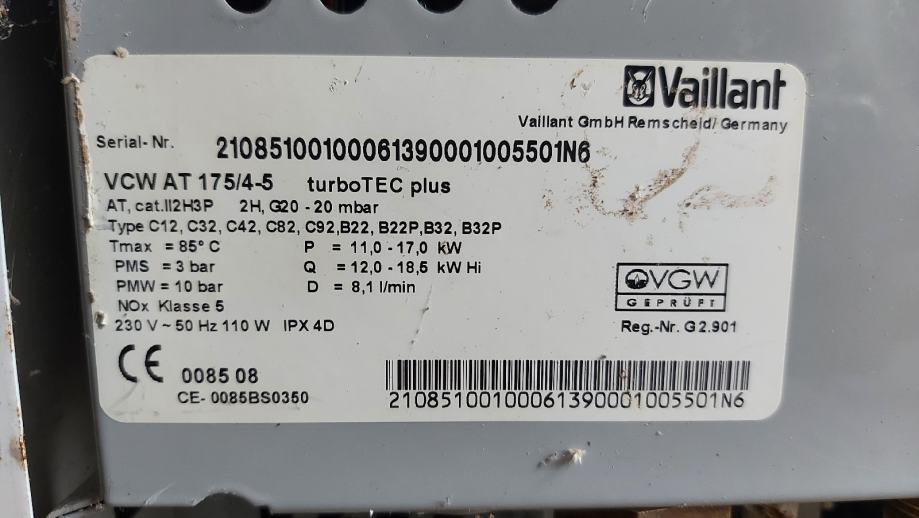 Vaillant
Vaillant GmbH Remscheid/ Germany
Serial- Nr. 21085100100061390001005501N6
VCW AT 175/4-5 turboTEC plus
AT, cat.II2H3P 2H, G20 - 20 mbar
Type C12, C32, C42, C82, C92,B22, B22P,B32, B32P
Tmax = 85° C P = 11,0 - 17,0 kW
PMS = 3 bar Q = 12,0 - 18,5 kW Hi
PMW = 10 bar D = 8,1 l/min
NOx Klasse 5
230 V ~ 50 Hz 110 W IPX 4D
ÖVGW
GEPRÜFT
Reg.-Nr. G 2.901
CE 0085 08
CE- 0085BS0350
21085100100061390001005501N6